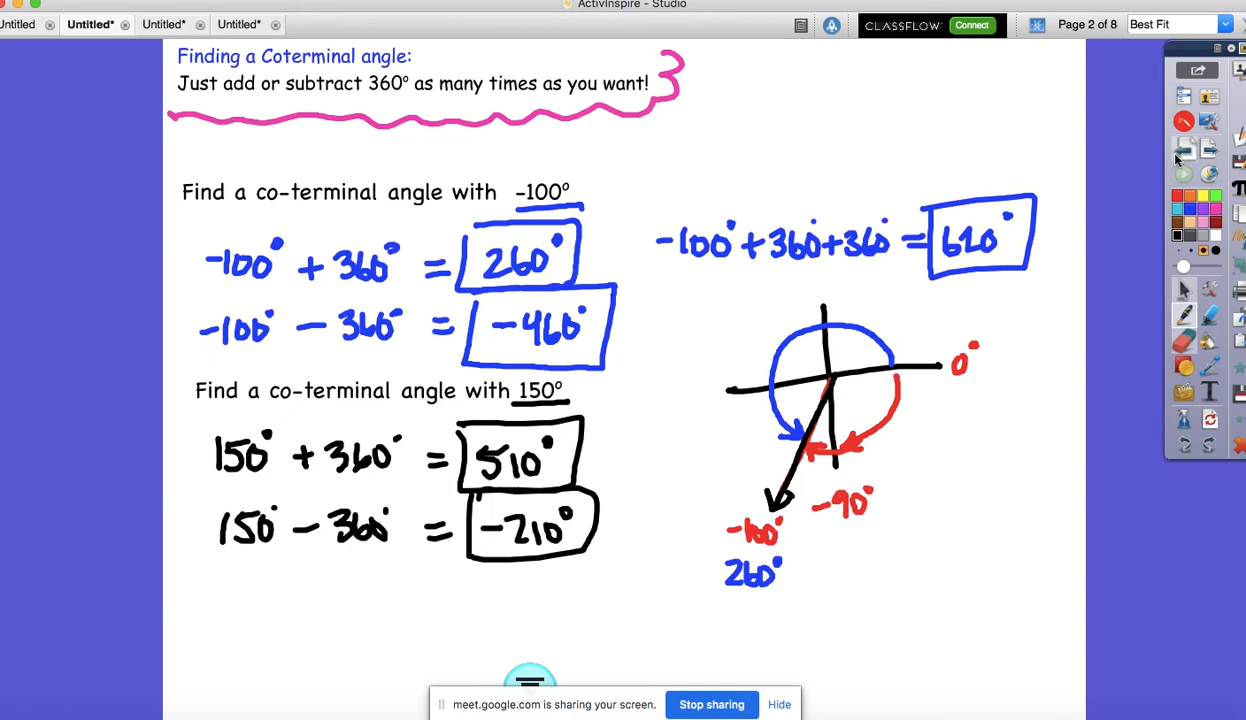 ActivInspire - Studio
Untitled
Untitled*
Untitled*
Untitled*
CLASSFLOW Connect
Page 2 of 8
Best Fit
Finding a Coterminal angle:
Just add or subtract 360° as many times as you want!
Find a co-terminal angle with -100°
-100° + 360° = 260°
-100° - 360° = -460°
Find a co-terminal angle with 150°
150° + 360° = 510°
150° - 360° = -210°
-100° + 360° + 360° = 620°
0°
-90°
-100°
260°
meet.google.com is sharing your screen.
Stop sharing
Hide